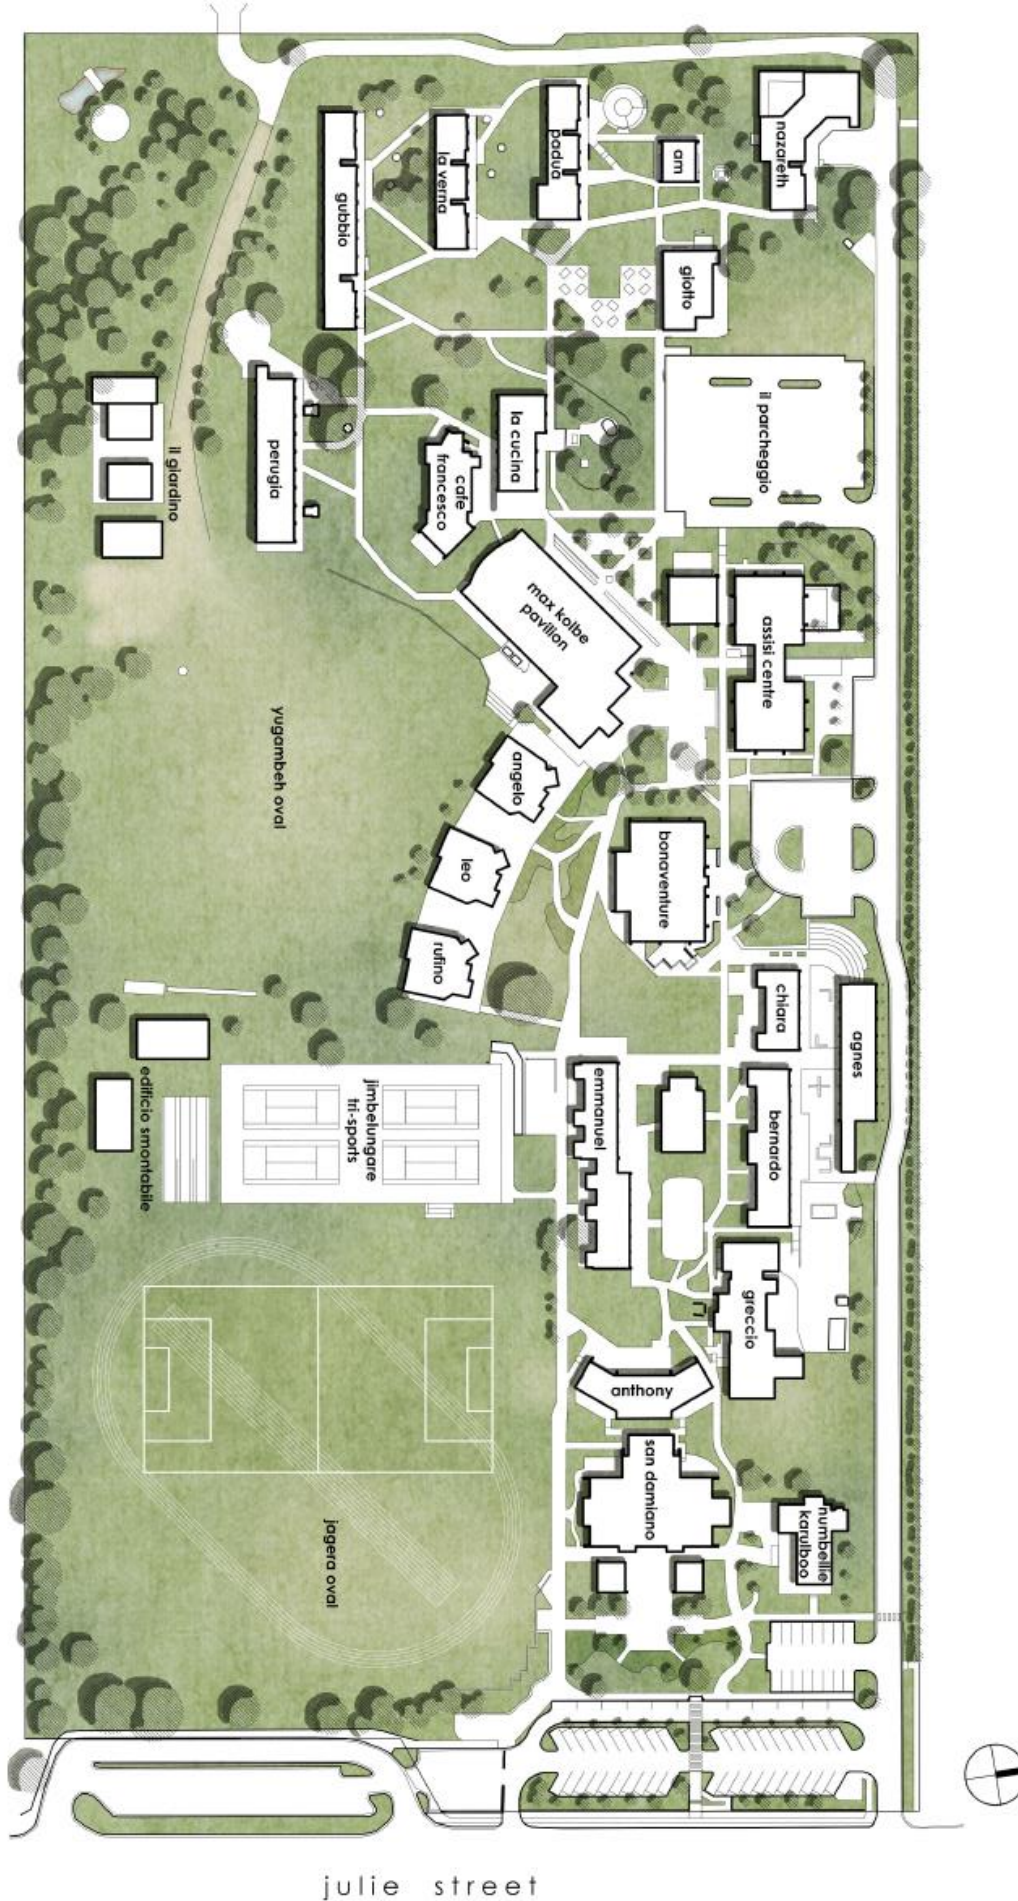 nazareth
padua
am
la verna
gubbio
giotto
il parcheggio
la cucina
cafe
francesco
perugia
il giardino
max kolbe
pavilion
assisi centre
yugambeh oval
angelo
leo
rufino
bonaventure
chiara
agnes
emmanuel
bernardo
jimbelungare
tri-sports
edificio smontabile
greccio
anthony
san damiano
numbeillie
karulboo
jagera oval
julie street